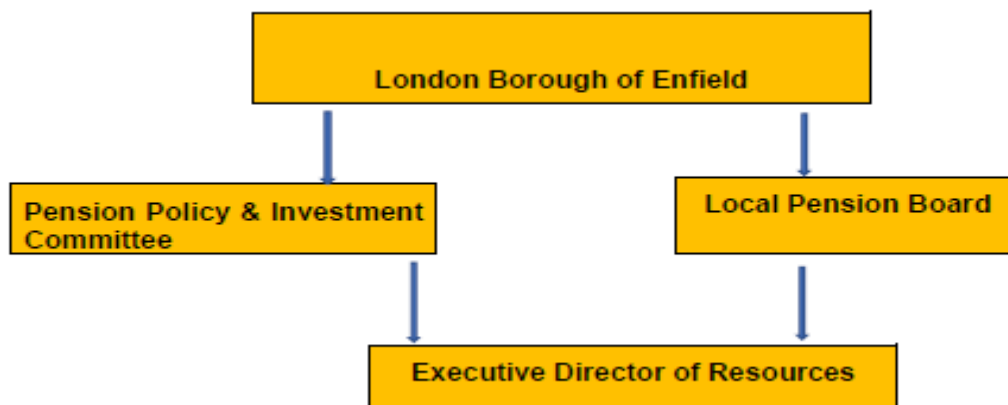 London Borough of Enfield
Pension Policy & Investment
Committee
Local Pension Board
Executive Director of Resources